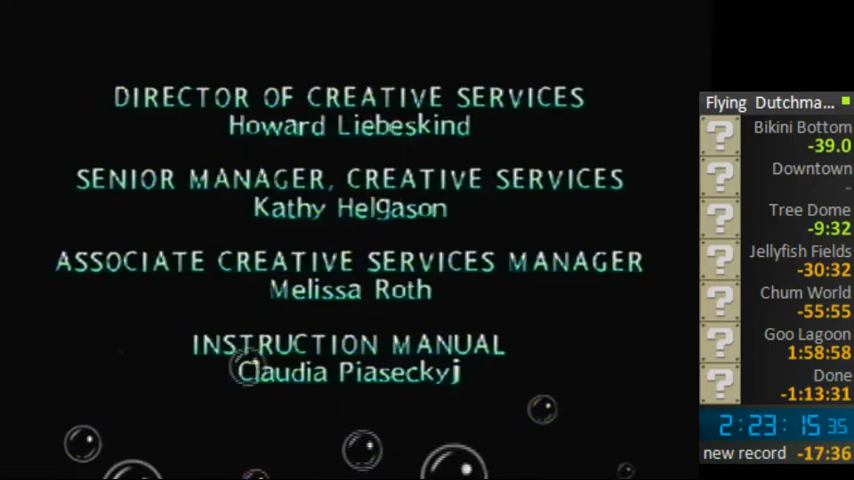 DIRECTOR OF CREATIVE SERVICES
Howard Liebeskind
SENIOR MANAGER, CREATIVE SERVICES
Kathy Helgason
ASSOCIATE CREATIVE SERVICES MANAGER
Melissa Roth
INSTRUCTION MANUAL
Claudia Piaseckyj
Flying Dutchma...
Bikini Bottom
-39.0
Downtown
-
Tree Dome
-9:32
Jellyfish Fields
-30:32
Chum World
-55:55
Goo Lagoon
1:58:58
Done
-1:13:31
2:23:15 35
new record -17:36